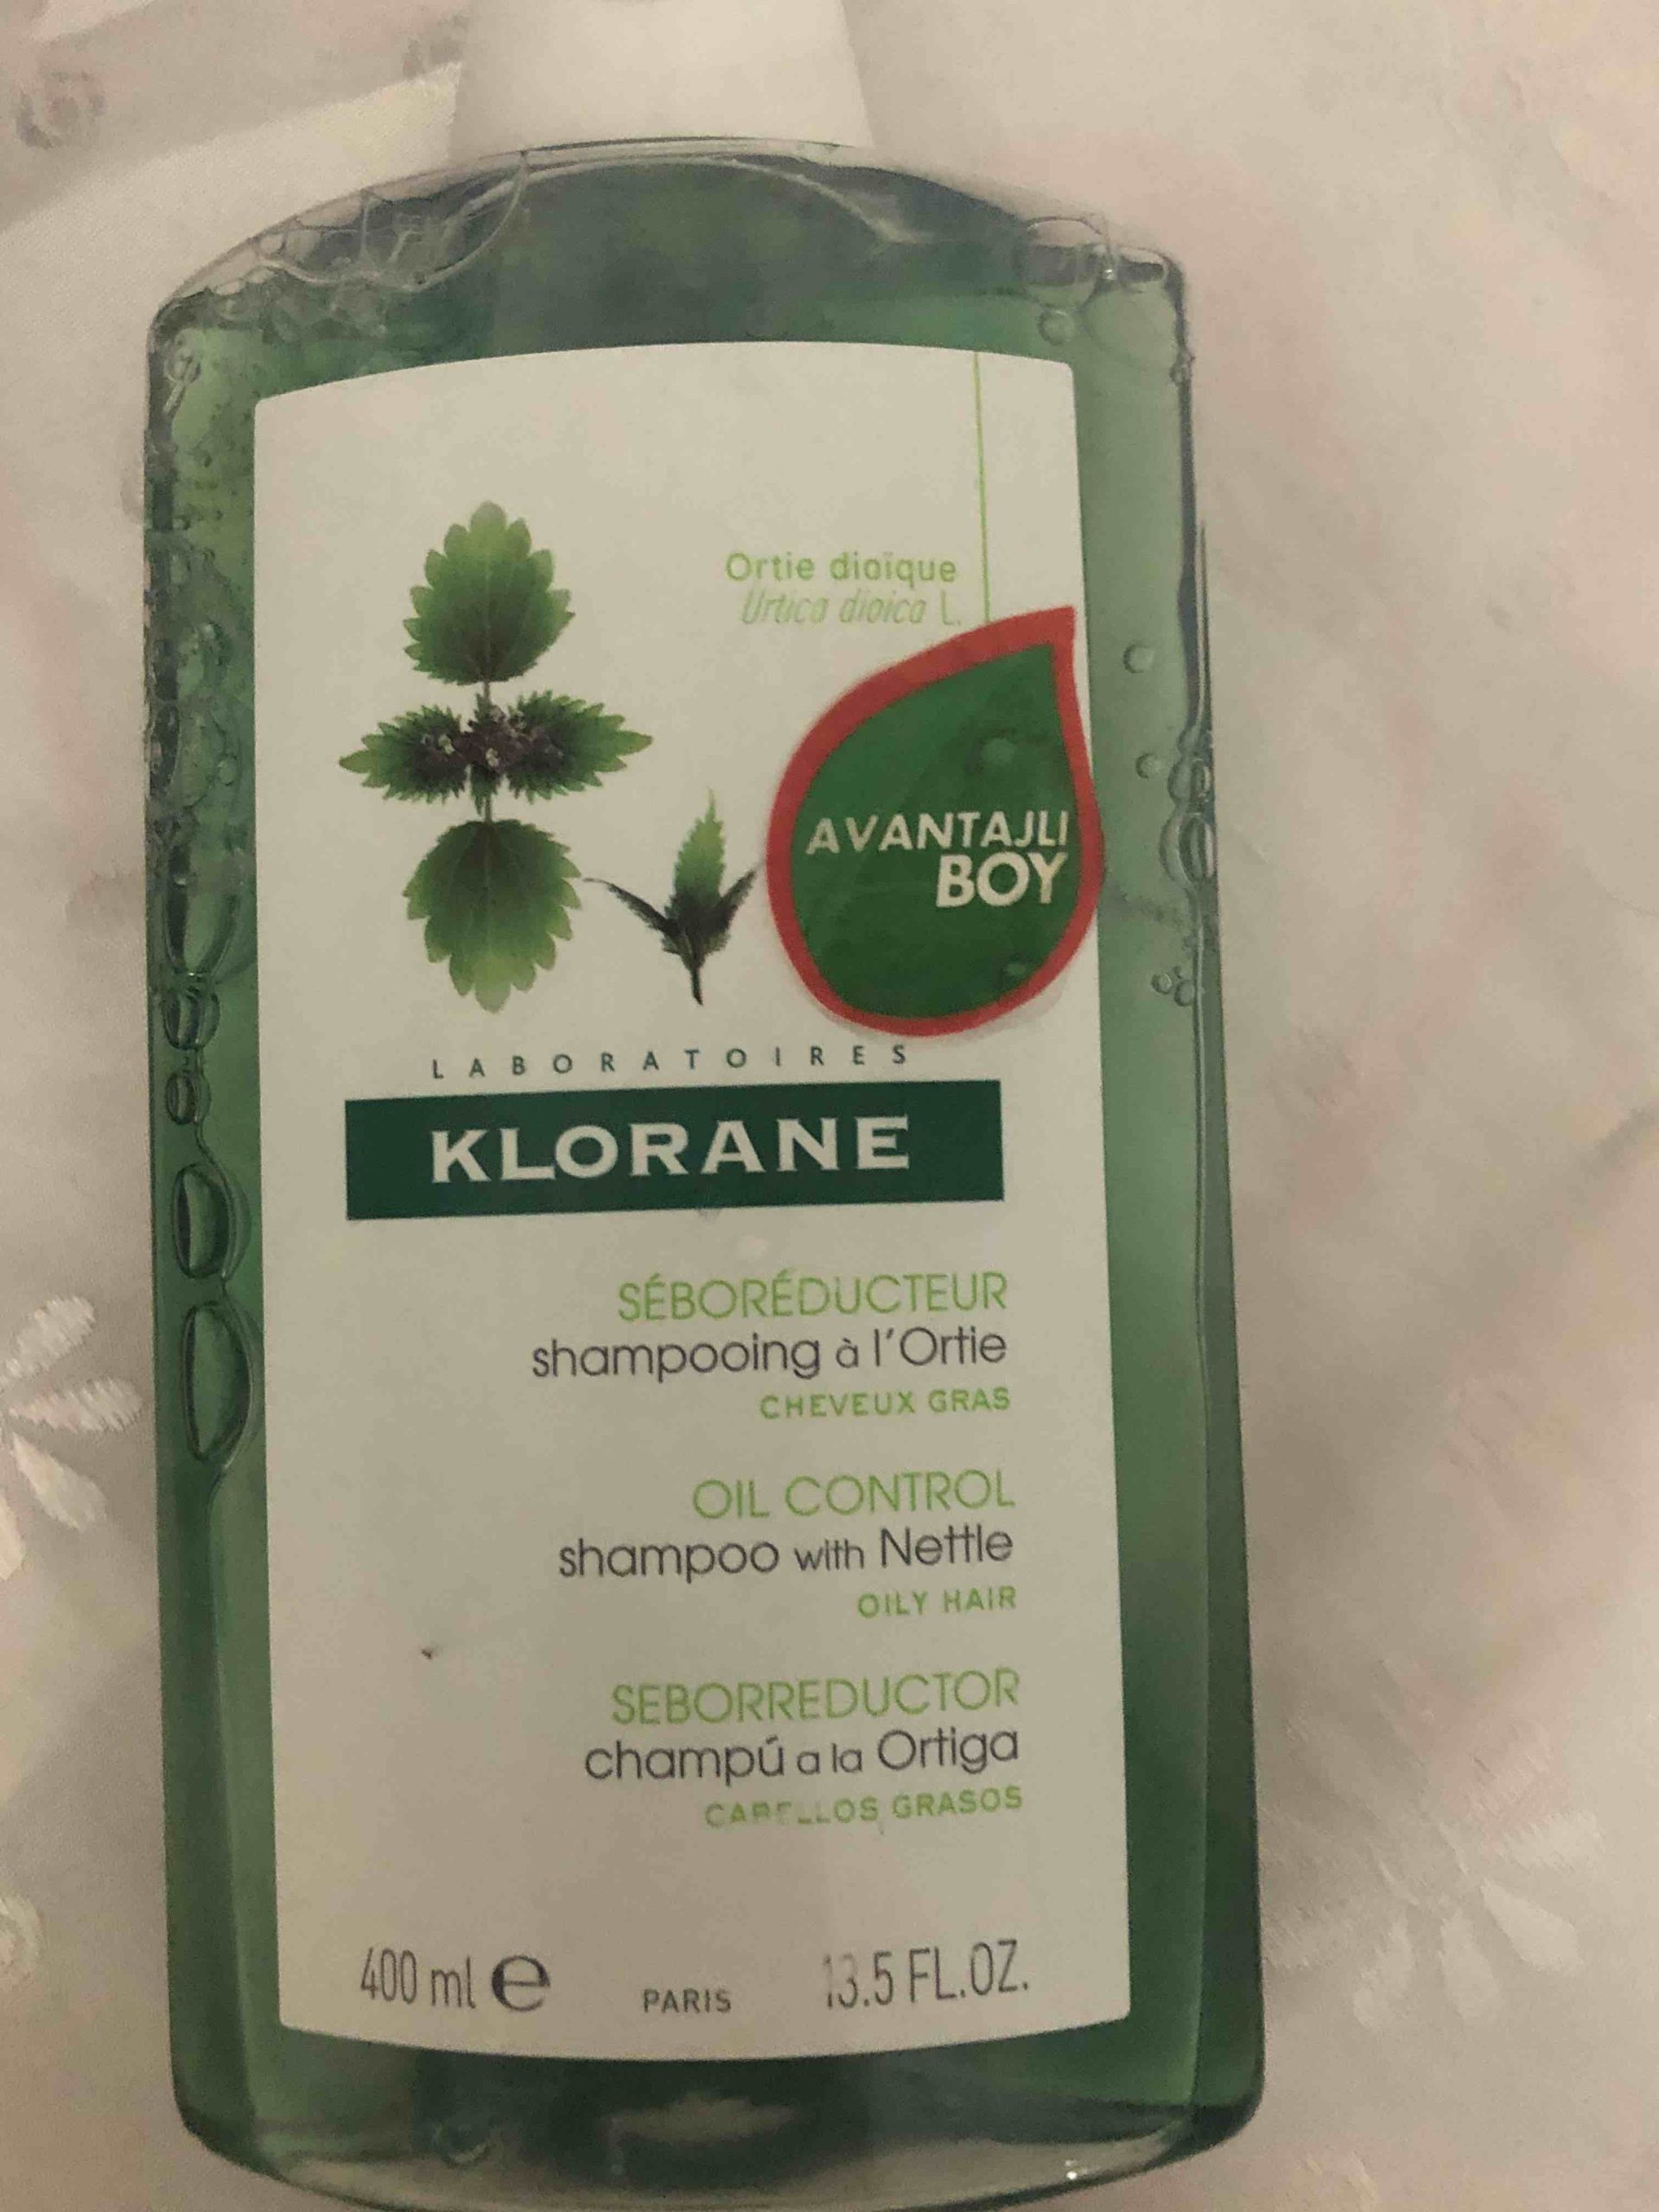 Ortie dioïque
Urtica dioica L.
AVANTAJLI
BOY
LABORATOIRES
KLORANE
SÉBORÉDUCTEUR
shampooing à l'Ortie
CHEVEUX GRAS
OIL CONTROL
shampoo with Nettle
OILY HAIR
SEBORREDUCTOR
champú a la Ortiga
CABELLOS GRASOS
400 ml e PARIS 13.5 FL.OZ.